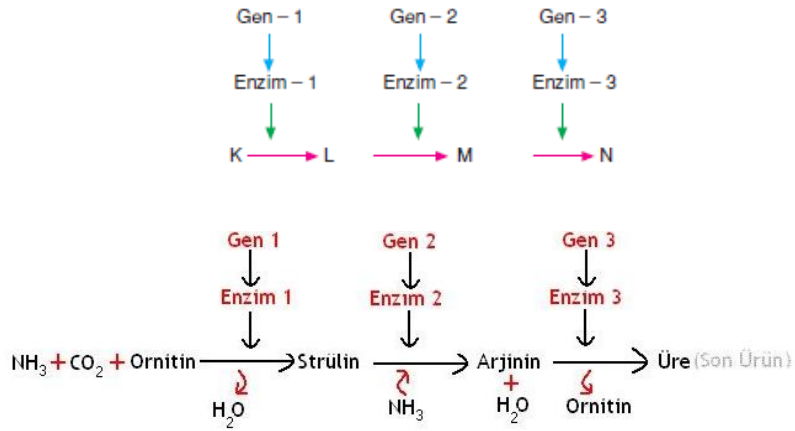 Gen – 1 Gen – 2 Gen – 3
Enzim – 1 Enzim – 2 Enzim – 3
K L M N
Gen 1 Gen 2 Gen 3
Enzim 1 Enzim 2 Enzim 3
NH3+CO2+Ornitin Strülin Arjinin Üre (Son Ürün)
+
H2O NH3 H2O Ornitin